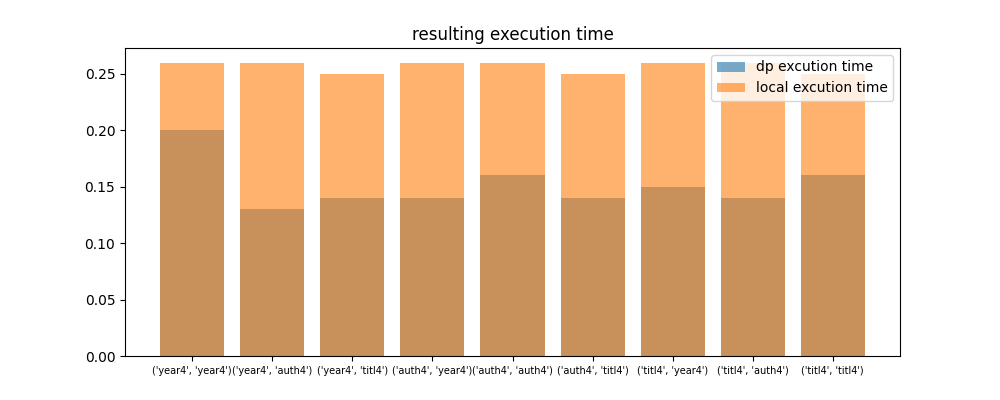 resulting execution time
dp excution time
local excution time
0.25
0.20
0.15
0.10
0.05
0.00
('year4', 'year4') ('year4', 'auth4') ('year4', 'titl4') ('auth4', 'year4') ('auth4', 'auth4') ('auth4', 'titl4') ('titl4', 'year4') ('titl4', 'auth4') ('titl4', 'titl4')